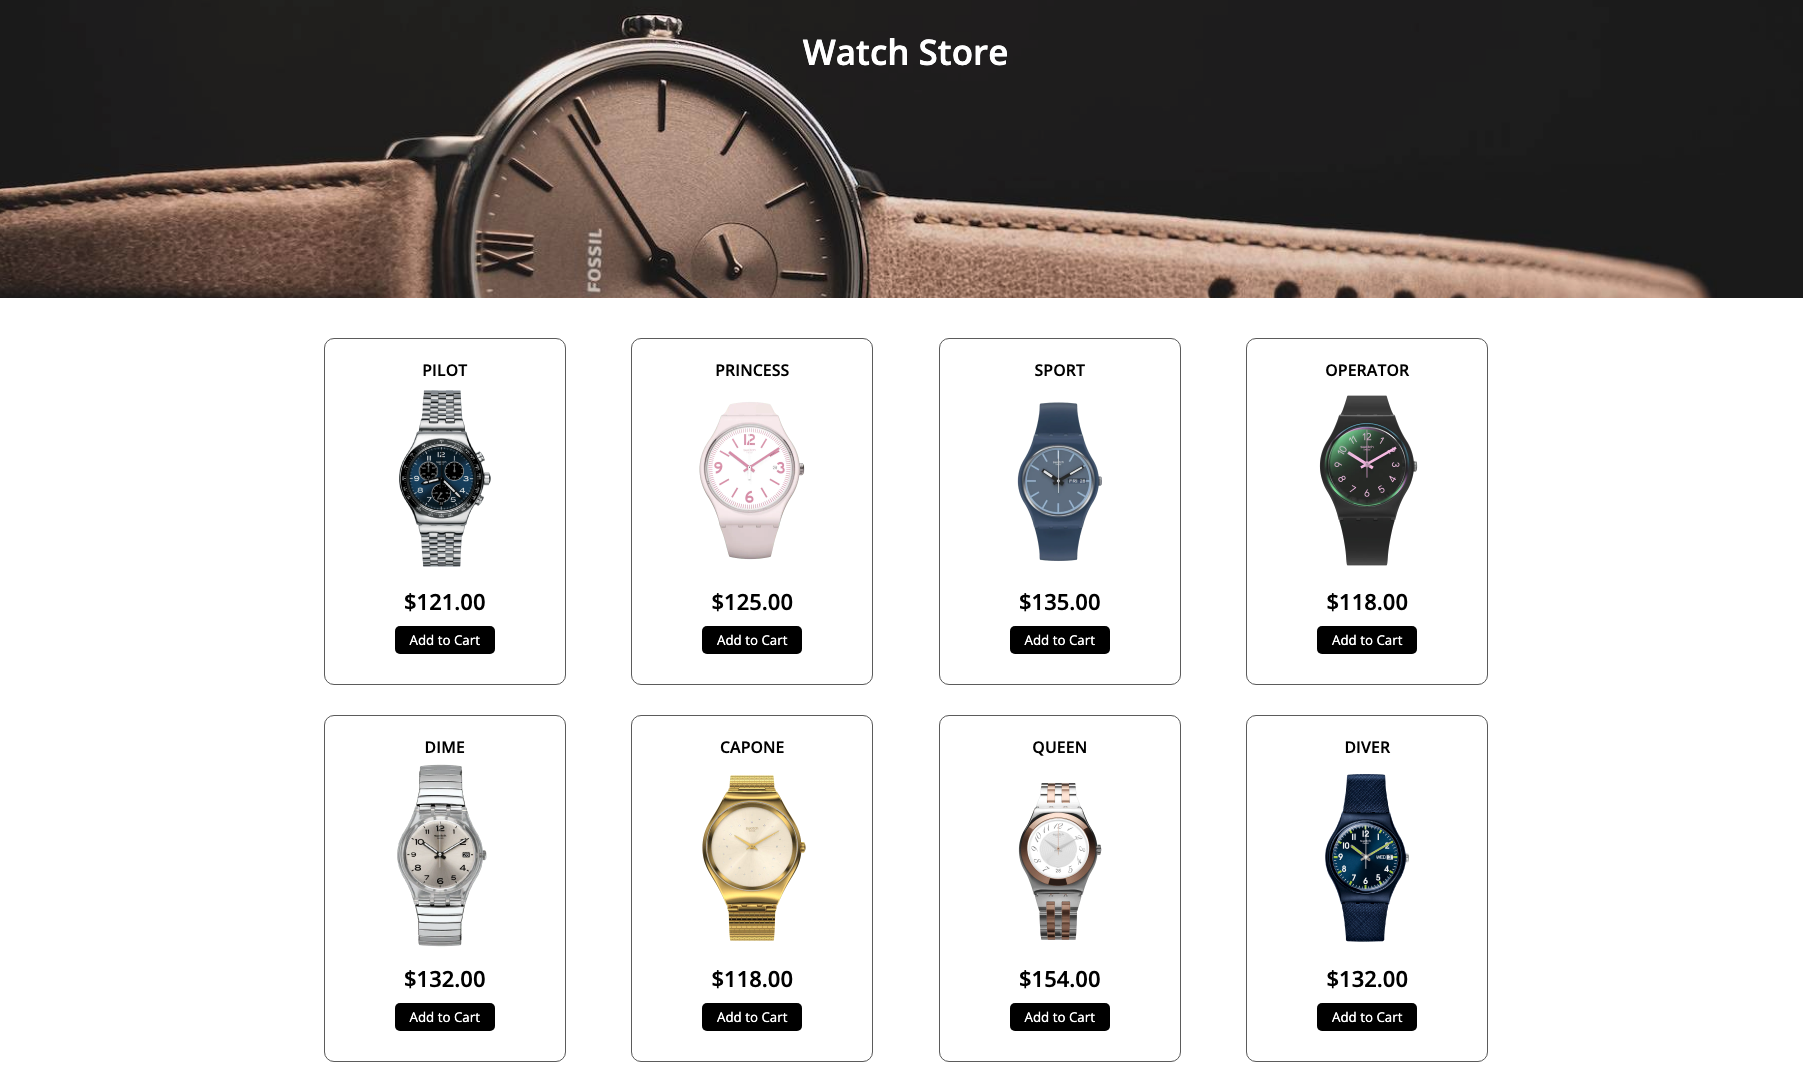 Watch Store
FOSSIL
PILOT
PRINCESS
SPORT
OPERATOR
$121.00
$125.00
$135.00
$118.00
Add to Cart
Add to Cart
Add to Cart
Add to Cart
DIME
CAPONE
QUEEN
DIVER
$132.00
$118.00
$154.00
$132.00
Add to Cart
Add to Cart
Add to Cart
Add to Cart